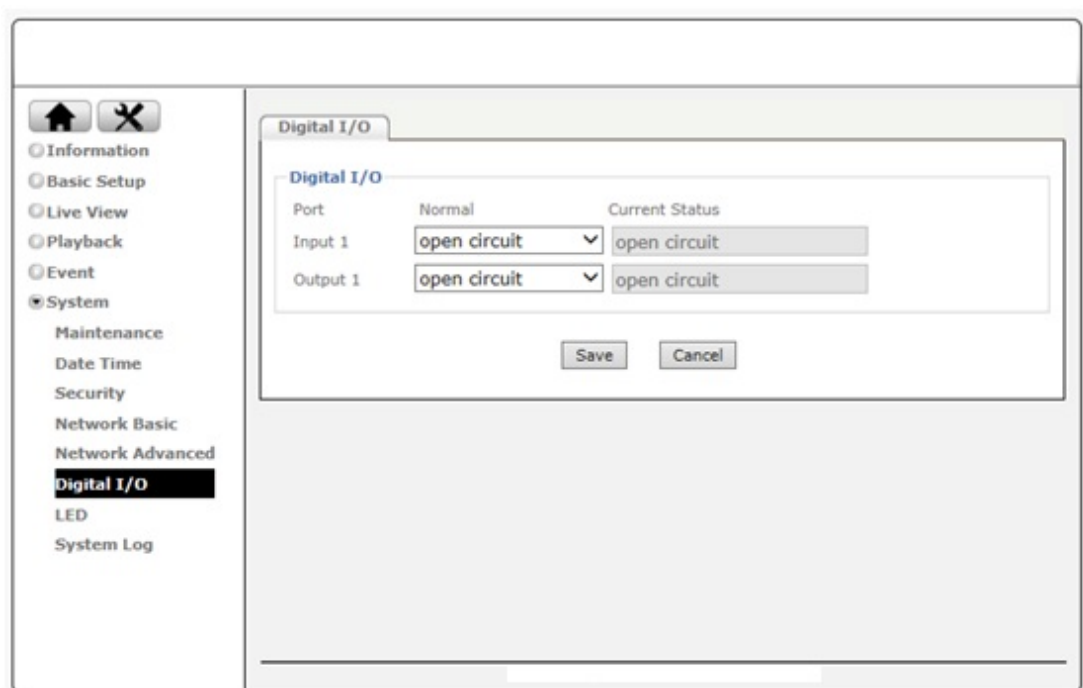 Information
Basic Setup
Live View
Playback
Event
System
Maintenance
Date Time
Security
Network Basic
Network Advanced
Digital I/O
LED
System Log
Digital I/O
Digital I/O
Port Normal Current Status
Input 1 open circuit open circuit
Output 1 open circuit open circuit
Save Cancel